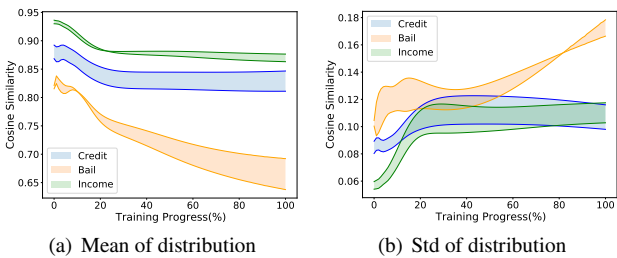 0.95
0.90
0.85
0.80
0.75
0.70
0.65
Cosine Similarity
Credit
Bail
Income
0 20 40 60 80 100
Training Progress(%)
(a) Mean of distribution
0.18
0.16
0.14
0.12
0.10
0.08
0.06
Cosine Similarity
Credit
Bail
Income
0 20 40 60 80 100
Training Progress(%)
(b) Std of distribution